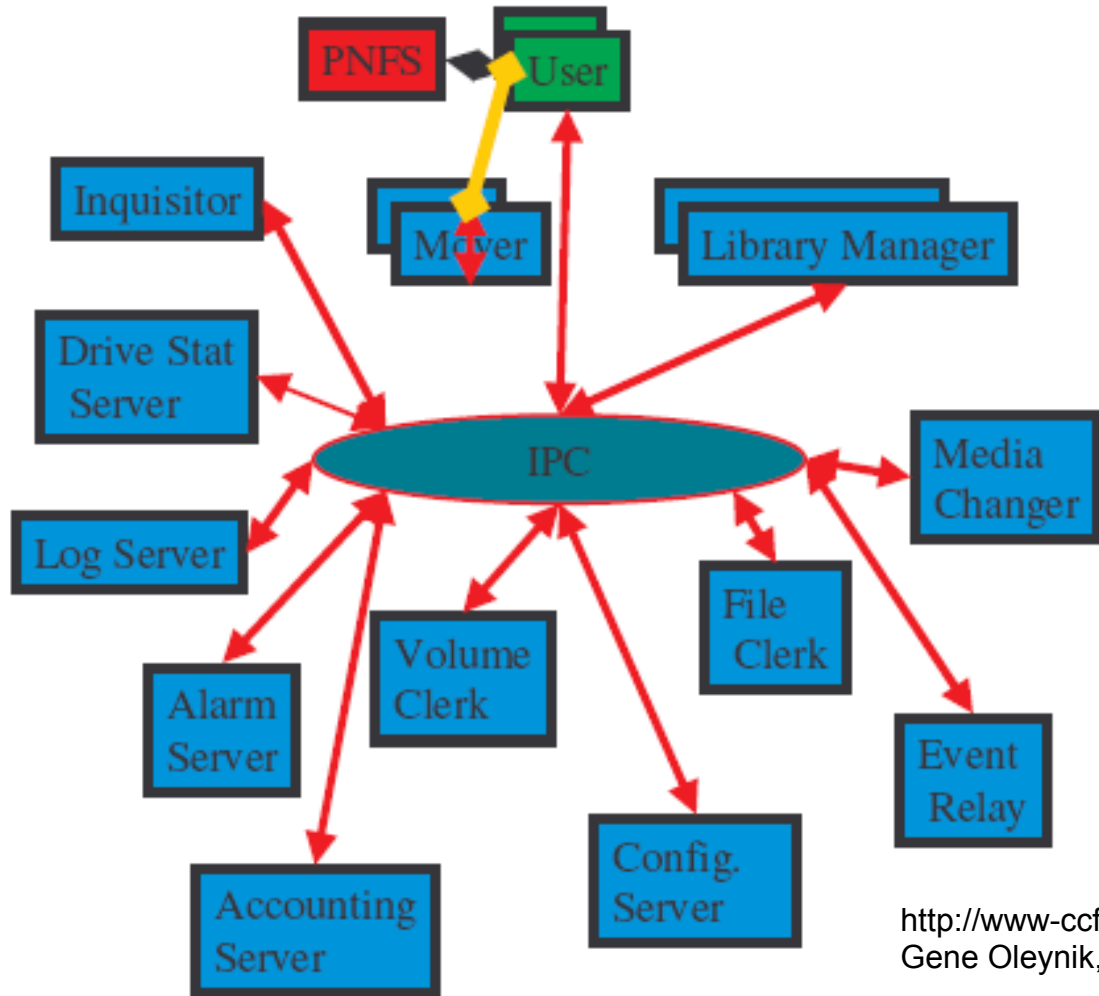 PNFS
User
Inquisitor
Mover
Library Manager
Drive Stat
Server
IPC
Media
Changer
Log Server
File
Clerk
Volume
Clerk
Alarm
Server
Event
Relay
Config.
Server
Accounting
Server
http://www-ccf
Gene Oleynik,